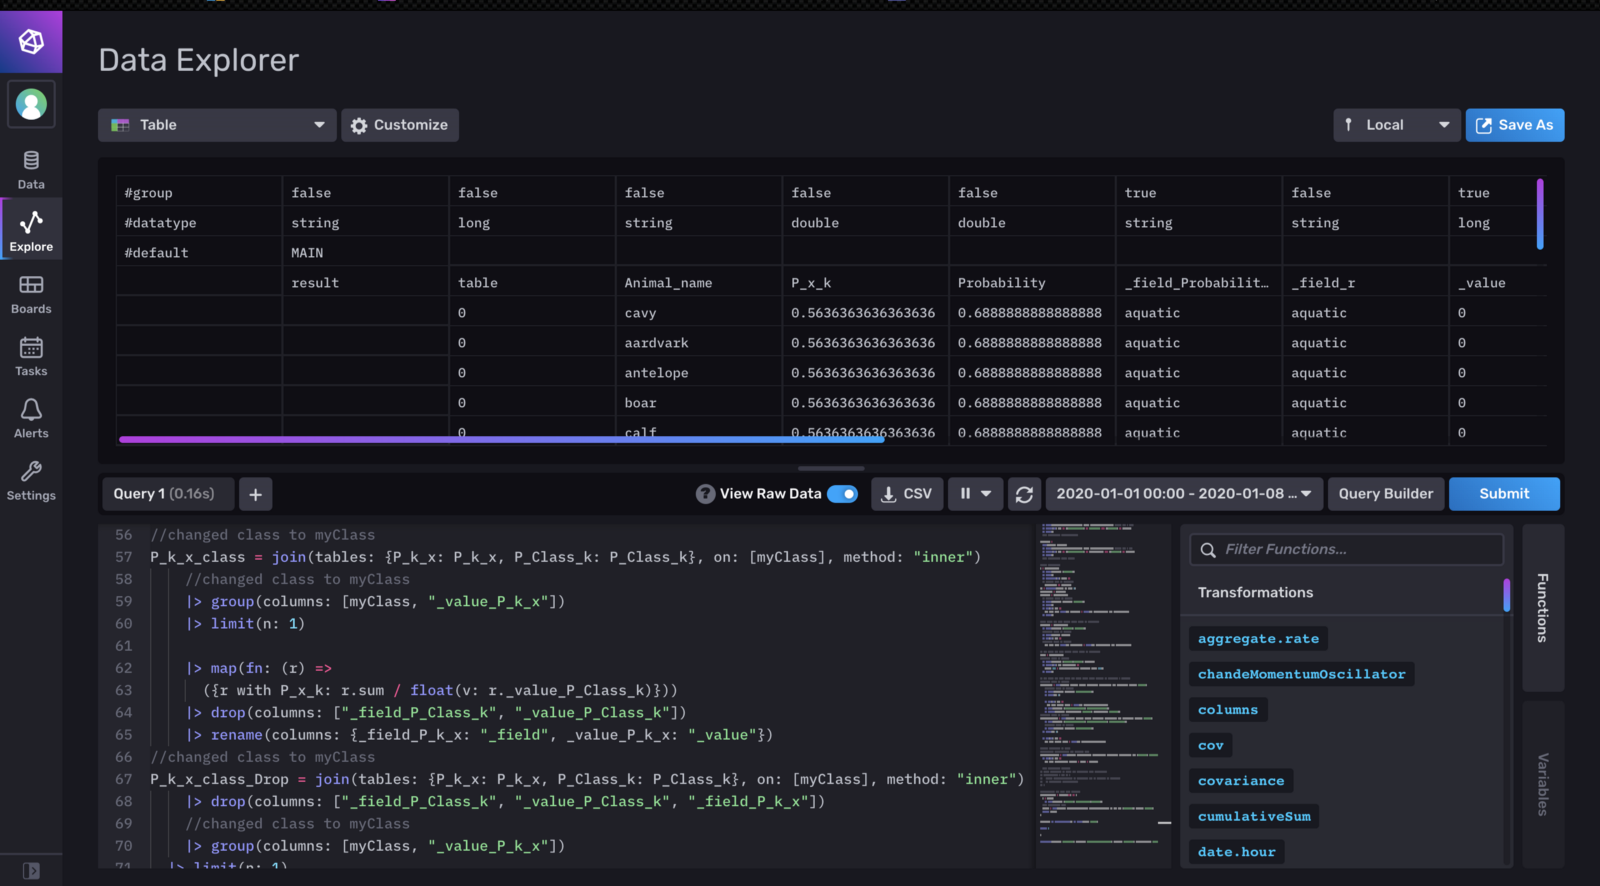 Data Explorer
Table
Customize
Local
Save As
Data
Explore
Boards
Tasks
Alerts
Settings
#group false false false false false true false true
#datatype string long string double double string string long
#default MAIN
result table Animal_name P_x_k Probability _field_Probabilit... _field_r _value
0 cavy 0.5636363636363636 0.6888888888888888 aquatic aquatic 0
0 aardvark 0.5636363636363636 0.6888888888888888 aquatic aquatic 0
0 antelope 0.5636363636363636 0.6888888888888888 aquatic aquatic 0
0 boar 0.5636363636363636 0.6888888888888888 aquatic aquatic 0
0 calf 0.5636363636363636 0.6888888888888888 aquatic aquatic 0
Query 1 (0.16s)
+
? View Raw Data
CSV
2020-01-01 00:00 - 2020-01-08 ...
Query Builder
Submit
56 //changed class to myClass
57 P_k_x_class = join(tables: {P_k_x: P_k_x, P_Class_k: P_Class_k}, on: [myClass], method: "inner")
58 //changed class to myClass
59 |> group(columns: [myClass, "_value_P_k_x"])
60 |> limit(n: 1)
61
62 |> map(fn: (r) =>
63 ({r with P_x_k: r.sum / float(v: r._value_P_Class_k)}))
64 |> drop(columns: ["_field_P_Class_k", "_value_P_Class_k"])
65 |> rename(columns: {_field_P_k_x: "_field", _value_P_k_x: "_value"})
66 //changed class to myClass
67 P_k_x_class_Drop = join(tables: {P_k_x: P_k_x, P_Class_k: P_Class_k}, on: [myClass], method: "inner")
68 |> drop(columns: ["_field_P_Class_k", "_value_P_Class_k", "_field_P_k_x"])
69 //changed class to myClass
70 |> group(columns: [myClass, "_value_P_k_x"])
71 |> limit(n: 1)
Filter Functions...
Transformations
aggregate.rate
chandeMomentumOscillator
columns
cov
covariance
cumulativeSum
date.hour
Functions
Variables